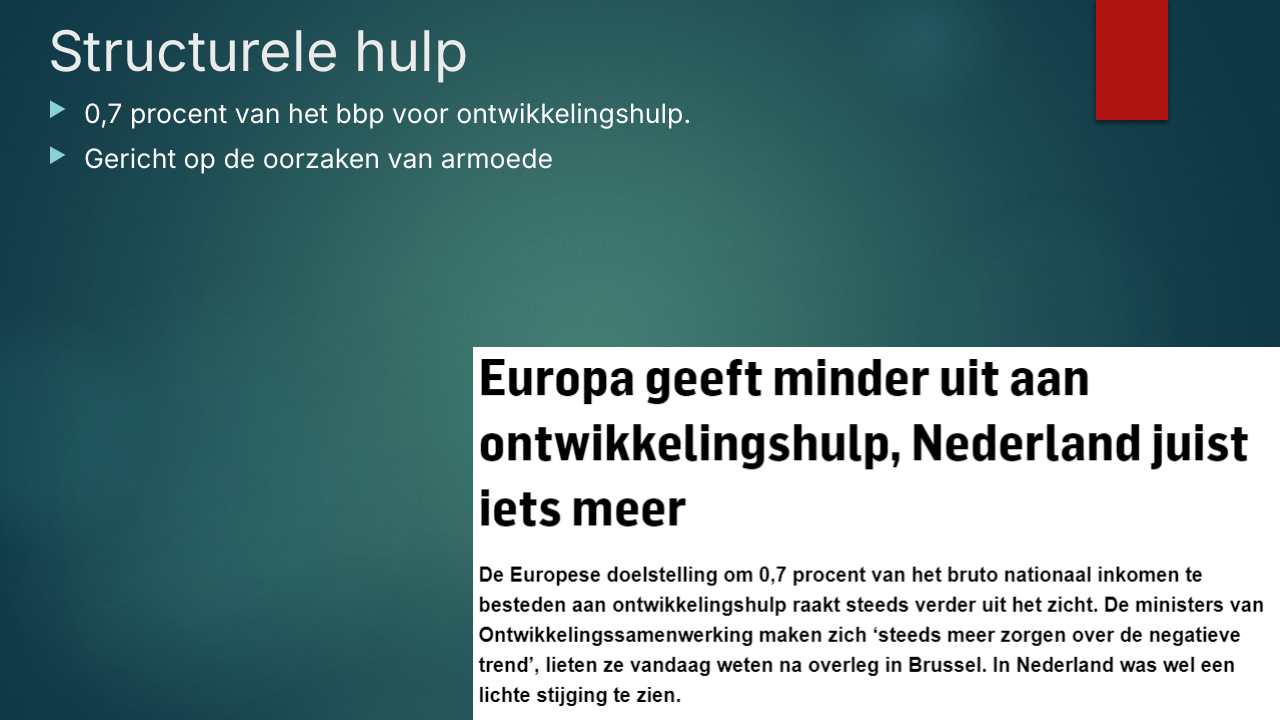 Structurele hulp
0,7 procent van het bbp voor ontwikkelingshulp.
Gericht op de oorzaken van armoede
Europa geeft minder uit aan
ontwikkelingshulp, Nederland juist
iets meer
De Europese doelstelling om 0,7 procent van het bruto nationaal inkomen te
besteden aan ontwikkelingshulp raakt steeds verder uit het zicht. De ministers van
Ontwikkelingssamenwerking maken zich ‘steeds meer zorgen over de negatieve
trend’, lieten ze vandaag weten na overleg in Brussel. In Nederland was wel een
lichte stijging te zien.